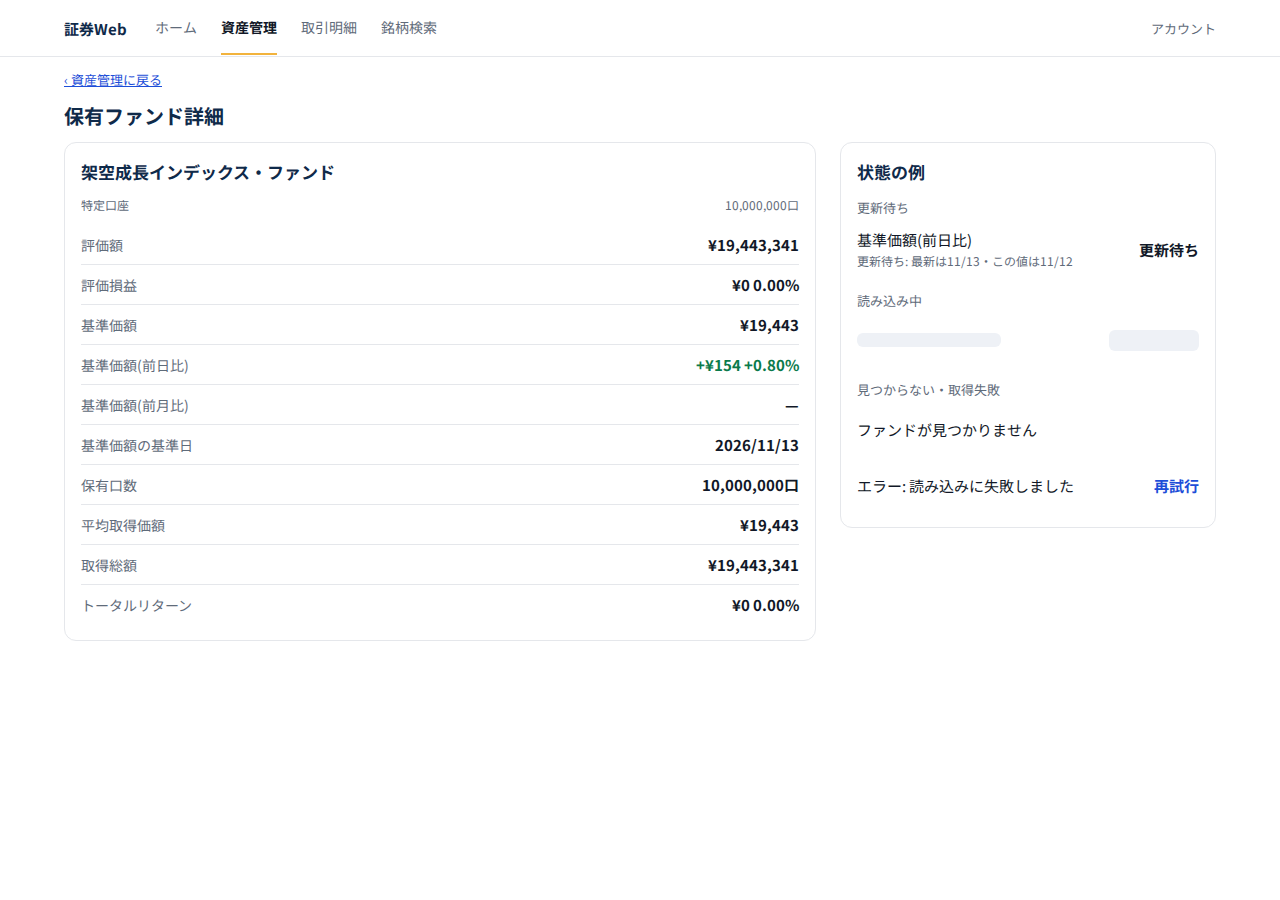 証券Web ホーム 資産管理 取引明細 銘柄検索 アカウント
‹ 資産管理に戻る
保有ファンド詳細
架空成長インデックス・ファンド
特定口座 10,000,000口
評価額 ¥19,443,341
評価損益 ¥0 0.00%
基準価額 ¥19,443
基準価額(前日比) +¥154 +0.80%
基準価額(前月比) —
基準価額の基準日 2026/11/13
保有口数 10,000,000口
平均取得価額 ¥19,443
取得総額 ¥19,443,341
トータルリターン ¥0 0.00%
状態の例
更新待ち
基準価額(前日比) 更新待ち
更新待ち: 最新は11/13・この値は11/12
読み込み中
見つからない・取得失敗
ファンドが見つかりません
エラー: 読み込みに失敗しました 再試行